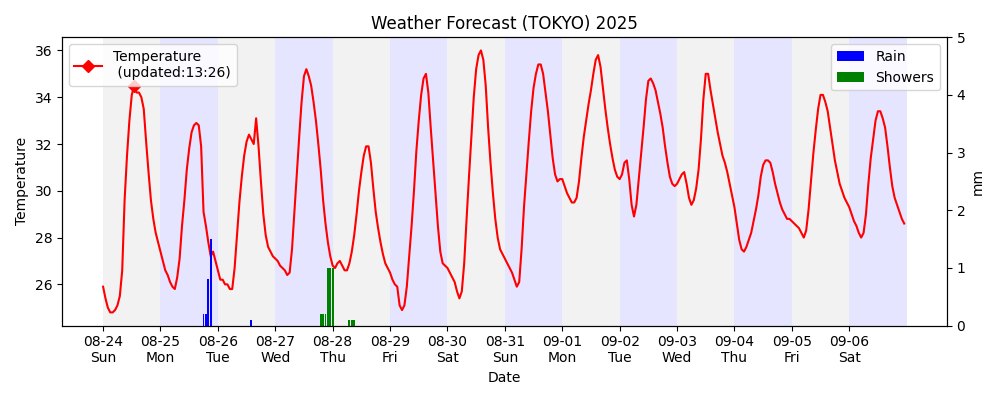 Weather Forecast (TOKYO) 2025
Temperature
(updated:13:26)
Rain
Showers
Temperature
36
34
32
30
28
26
5
4
3
2
1
0
mm
08-24 08-25 08-26 08-27 08-28 08-29 08-30 08-31 09-01 09-02 09-03 09-04 09-05 09-06
Sun Mon Tue Wed Thu Fri Sat Sun Mon Tue Wed Thu Fri Sat
Date